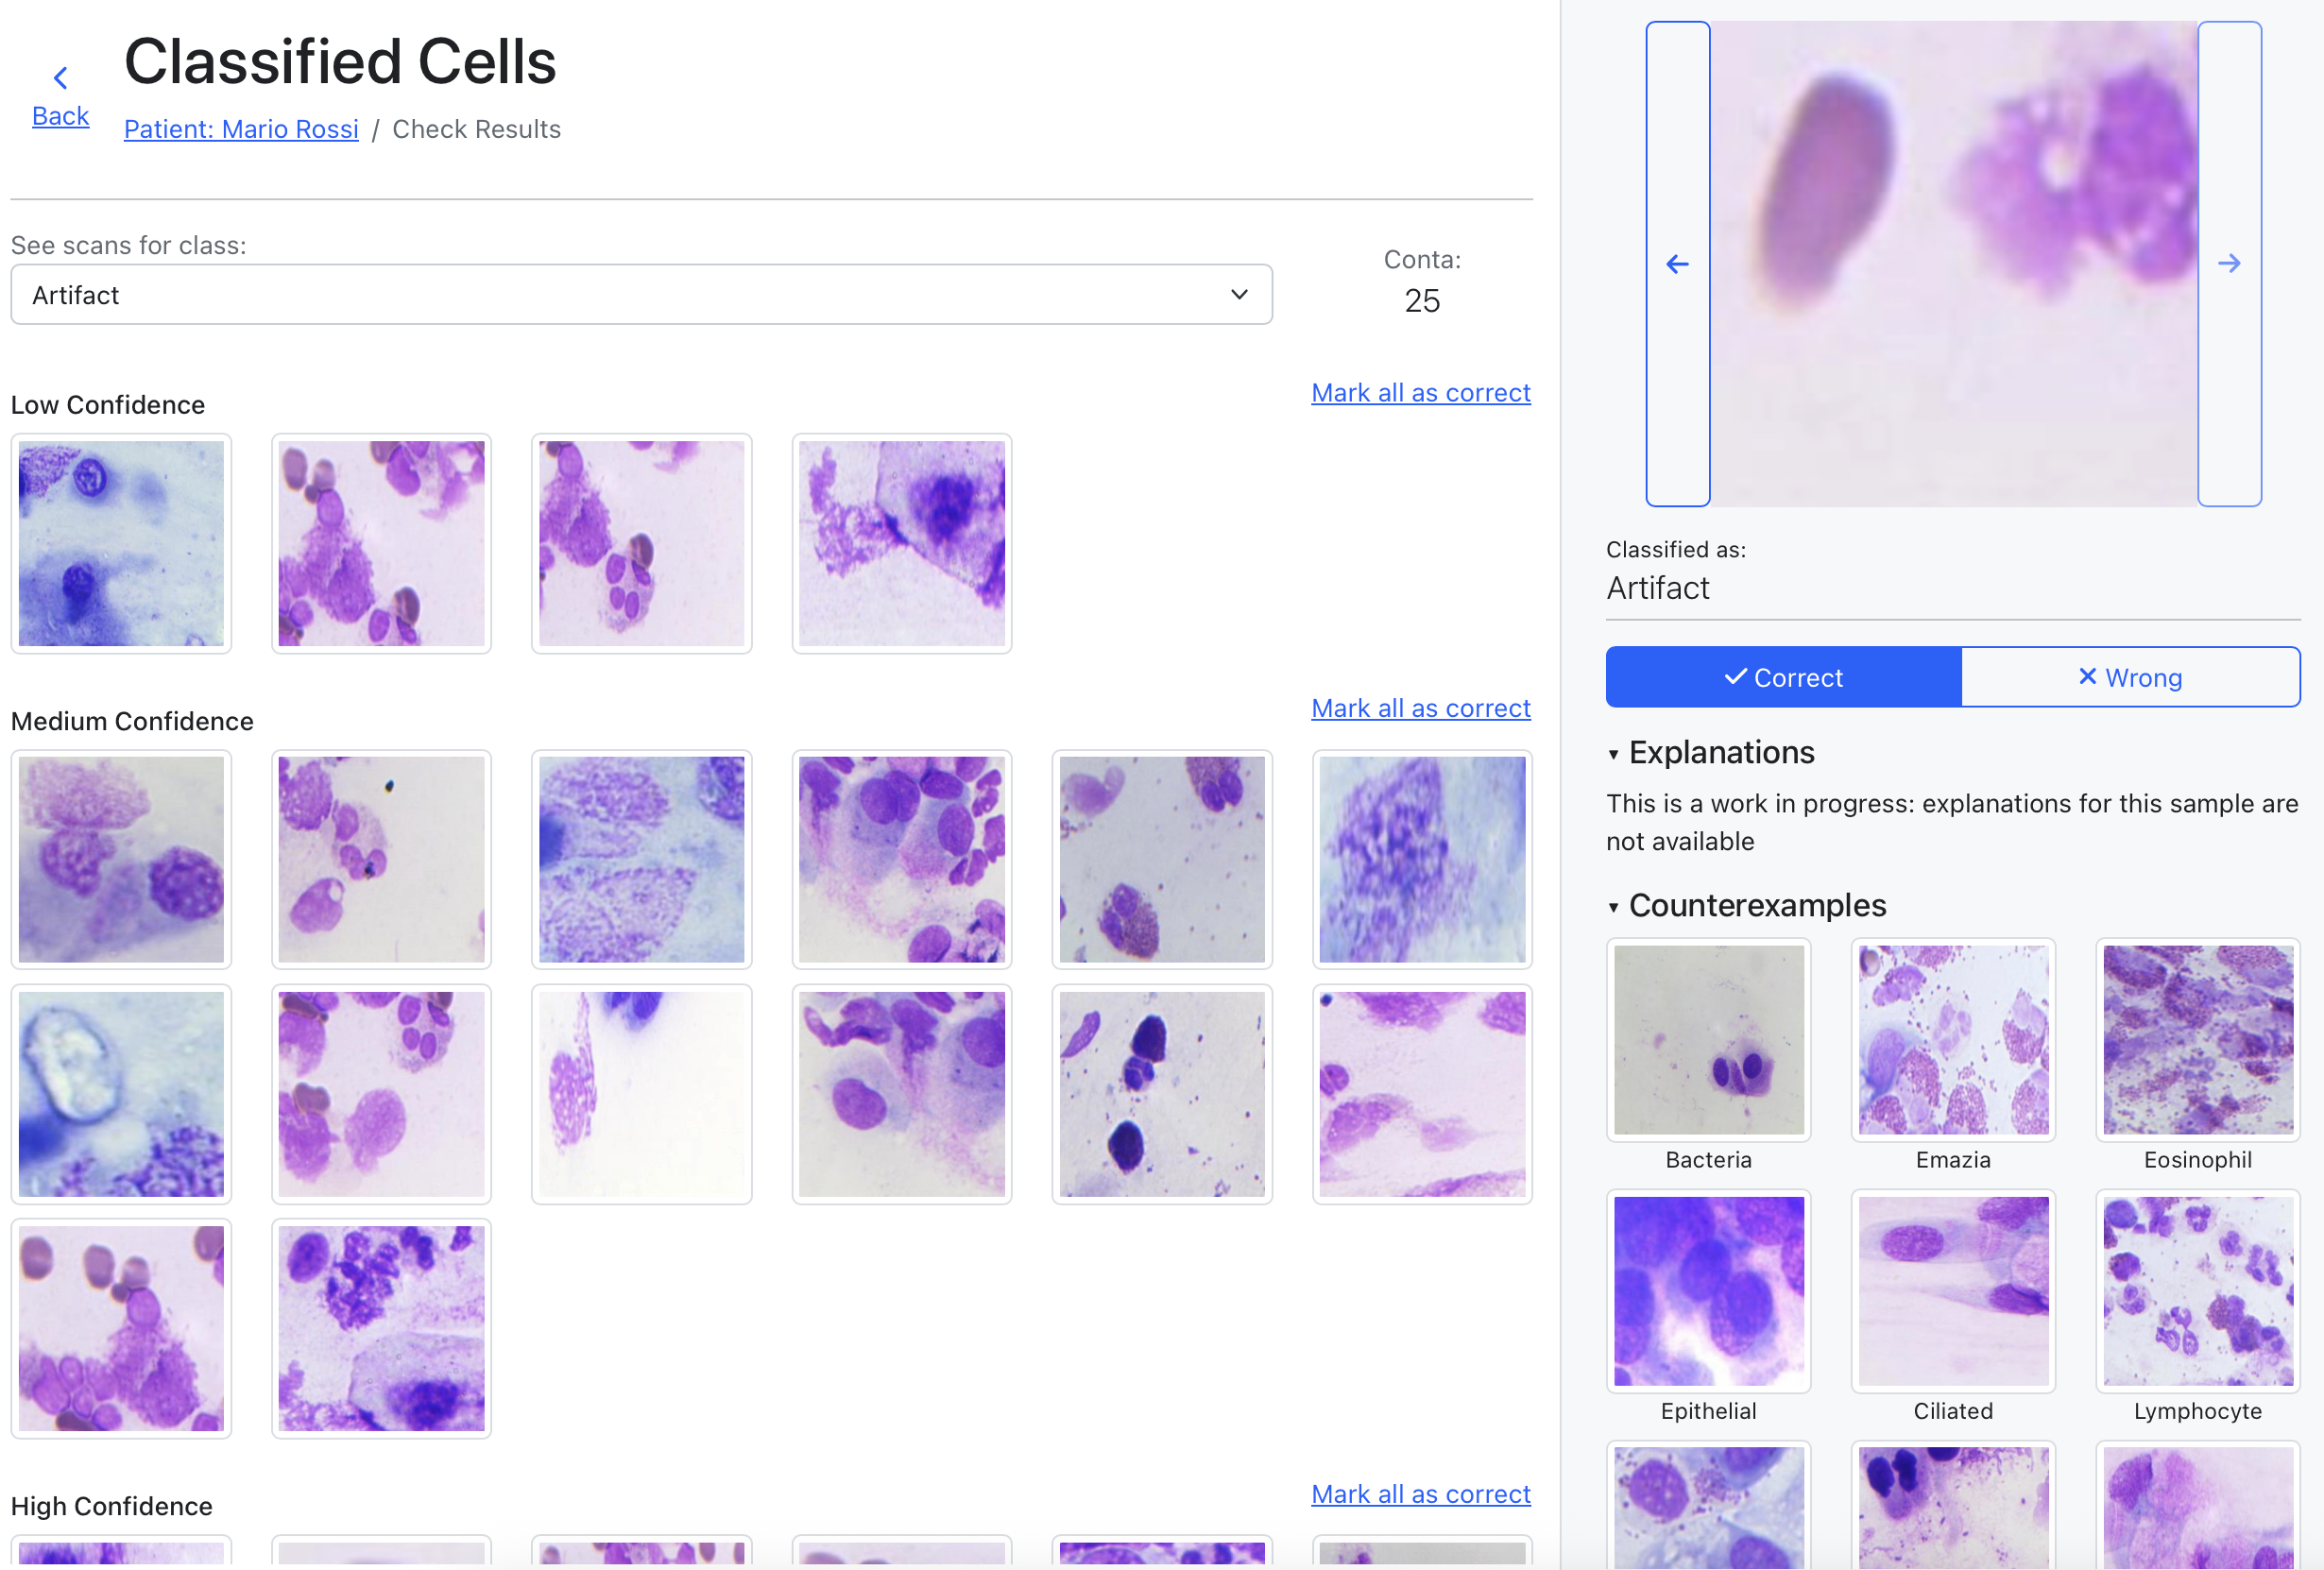 Classified Cells
Back
Patient: Mario Rossi / Check Results
See scans for class:
Artifact
Conta:
25
Low Confidence
Mark all as correct
Medium Confidence
Mark all as correct
High Confidence
Mark all as correct
Classified as:
Artifact
Correct
Wrong
Explanations
This is a work in progress: explanations for this sample are
not available
Counterexamples
Bacteria
Emazia
Eosinophil
Epithelial
Ciliated
Lymphocyte